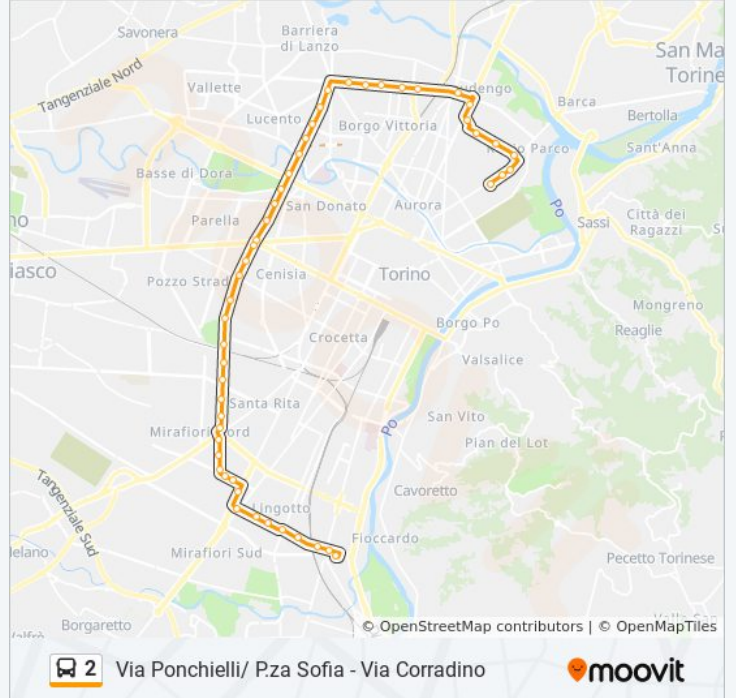 Savonera
Barriera
di Lanzo
San Ma
Torine
Tangenziale Nord
Vallette
Barca
Lucento
Borgo Vittoria
Bertolla
Parco
Sant'Anna
Basse di Dora
San Donato
Aurora
Po
Parella
Sassi
Città dei
Ragazzi
no
iasco
Pozzo Strad
Cenisia
Torino
Mongreno
Borgo Po
Reaglie
Crocetta
Valsalice
Santa Rita
San Vito
Mirafiori Nord
Po
Pian del Lot
Tangenziale Sud
Cavoretto
Lingotto
Fioccardo
Mirafiori Sud
Pecetto Torinese
Borgaretto
© OpenStreetMap contributors | © OpenMapTiles
2 Via Ponchielli/ P.za Sofia - Via Corradino
moovit